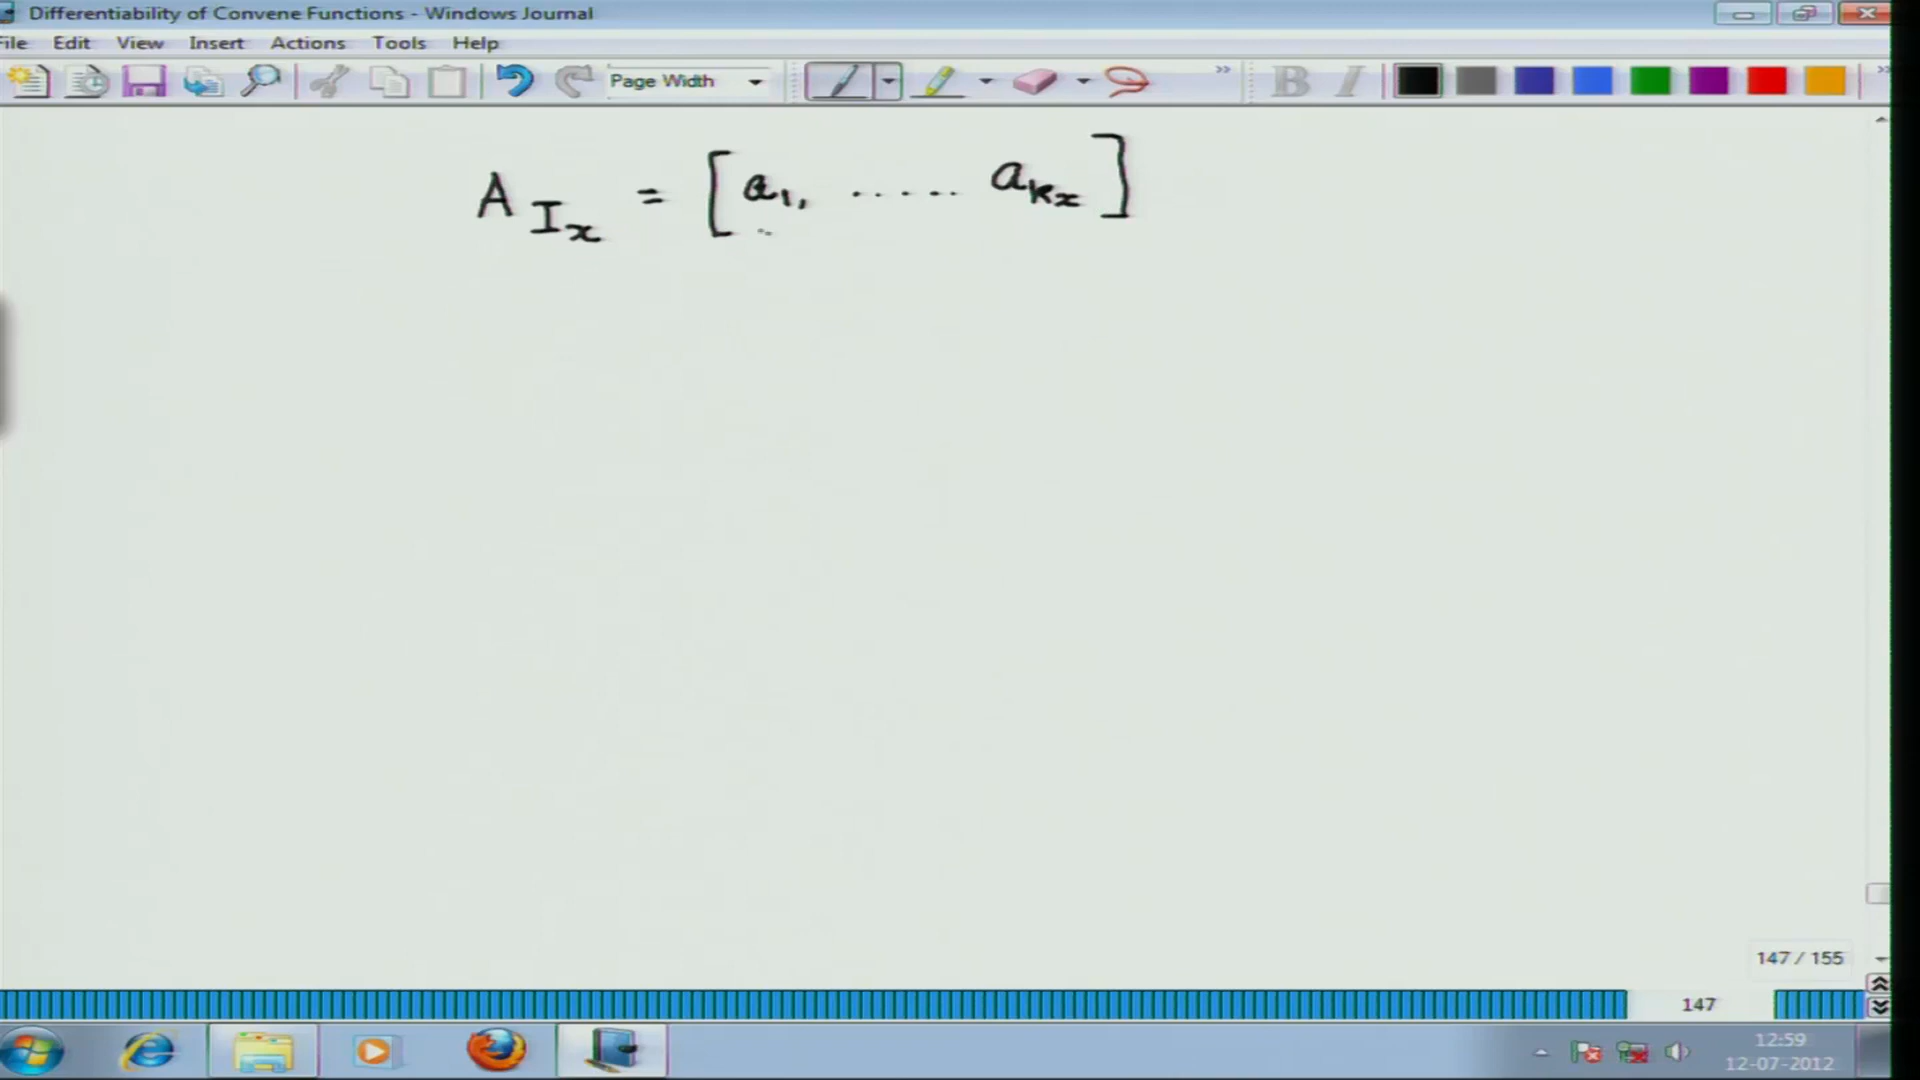 Differentiability of Convene Functions - Windows Journal
File Edit View Insert Actions Tools Help
Page Width
B I
A_{I_x} = [a_1, ..... a_{k_x}]
147 / 155
147
12:59
12-07-2012